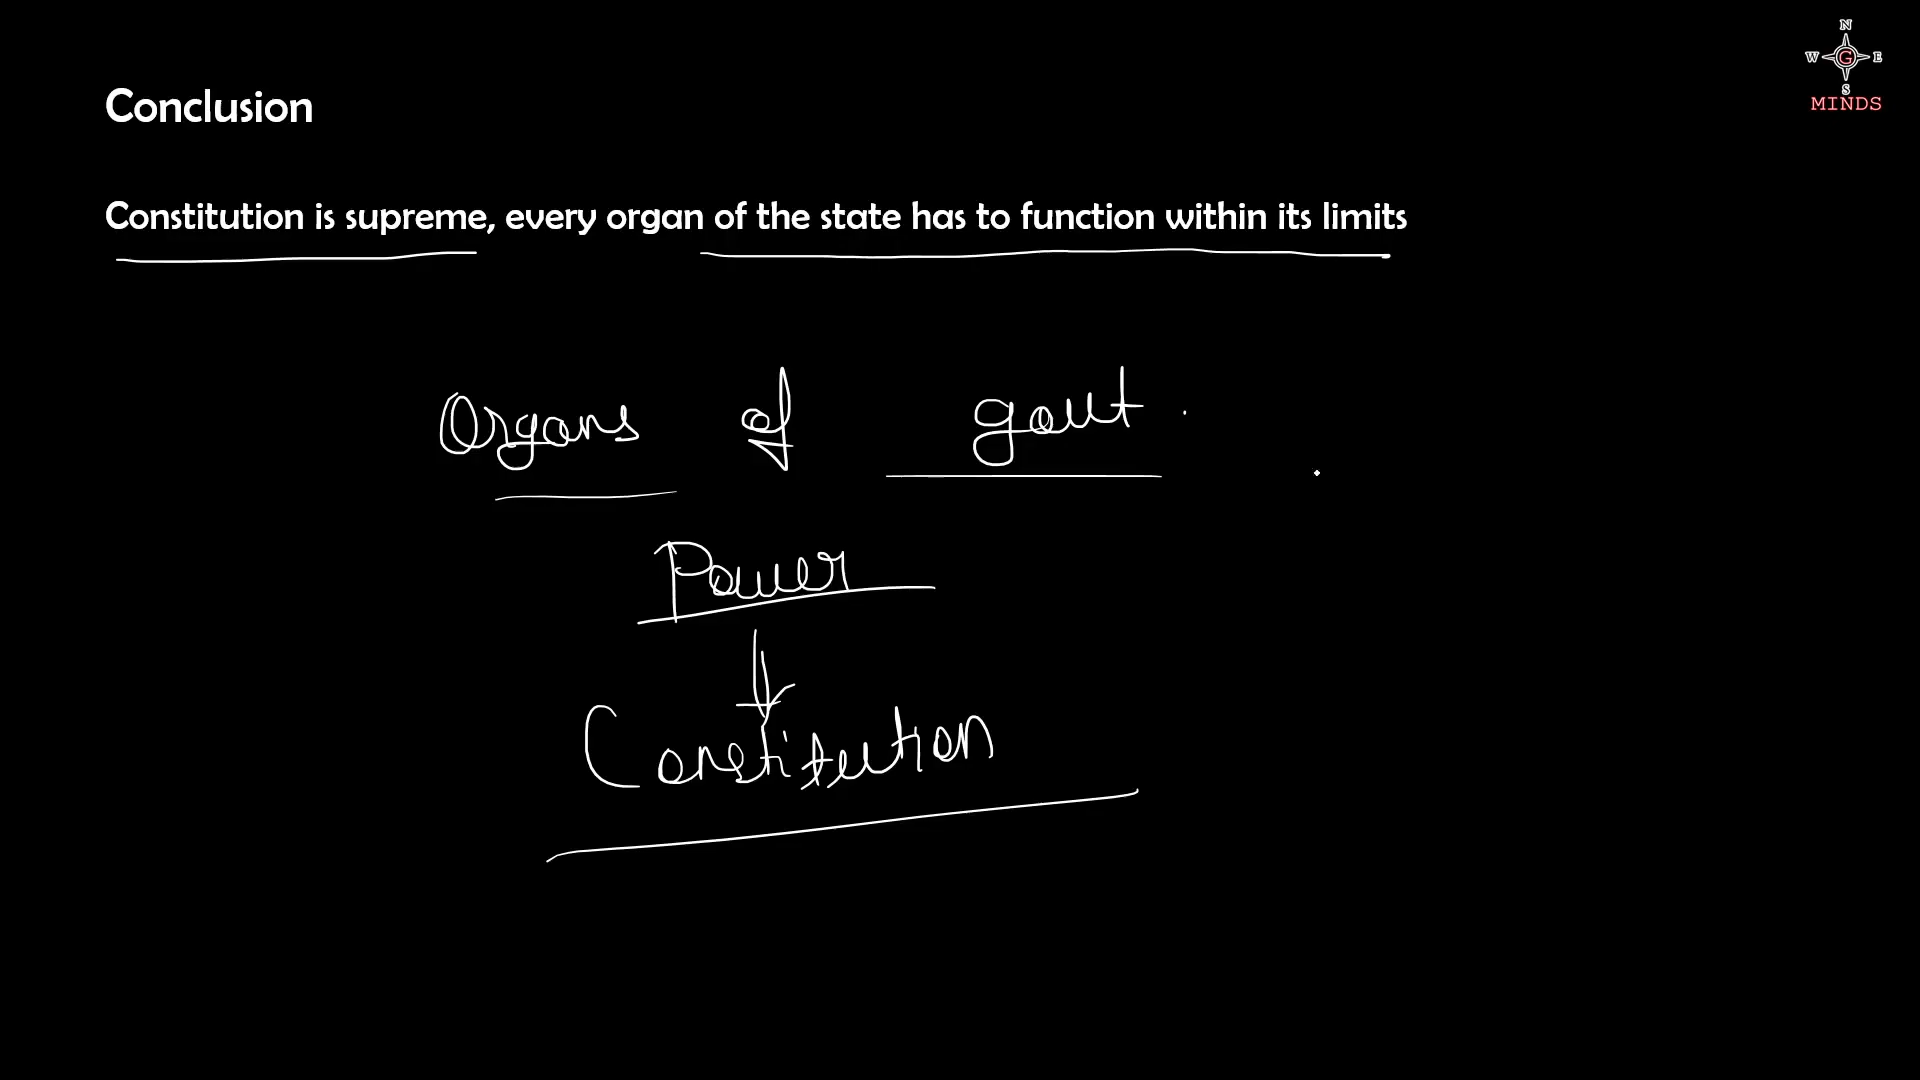 N
W G E
S
MINDS
Conclusion
Constitution is supreme, every organ of the state has to function within its limits
Organs of govt.
Power
Constitution